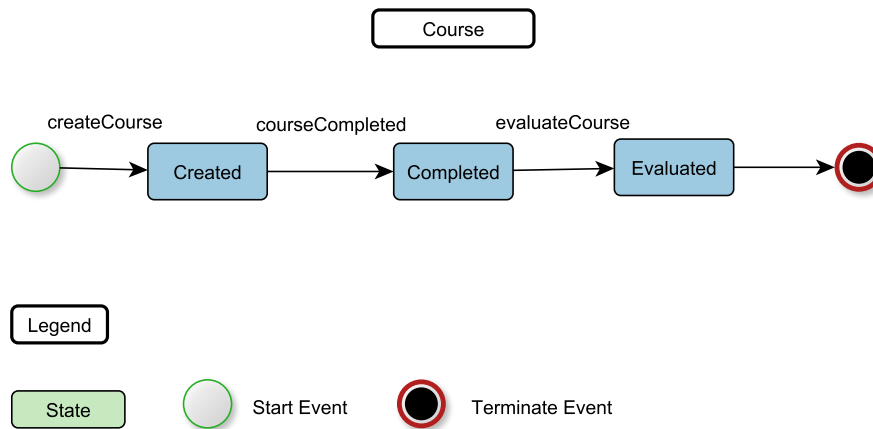 Course
createCourse
courseCompleted
evaluateCourse
Created
Completed
Evaluated
Legend
State
Start Event
Terminate Event